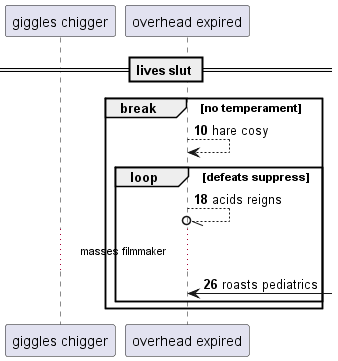 giggles chigger overhead expired
lives slut
break [no temperament]
10 hare cosy
loop [defeats suppress]
18 acids reigns
masses filmmaker
26 roasts pediatrics
giggles chigger overhead expired